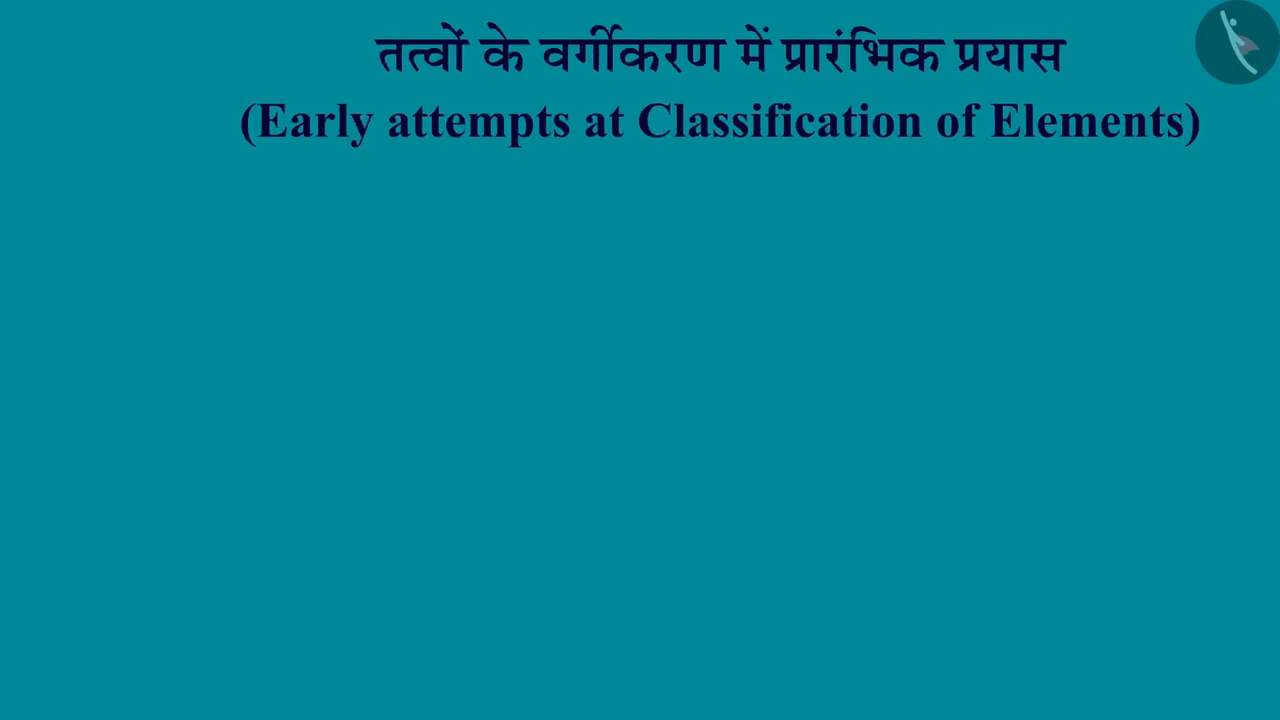 तत्वों के वर्गीकरण में प्रारंभिक प्रयास
(Early attempts at Classification of Elements)